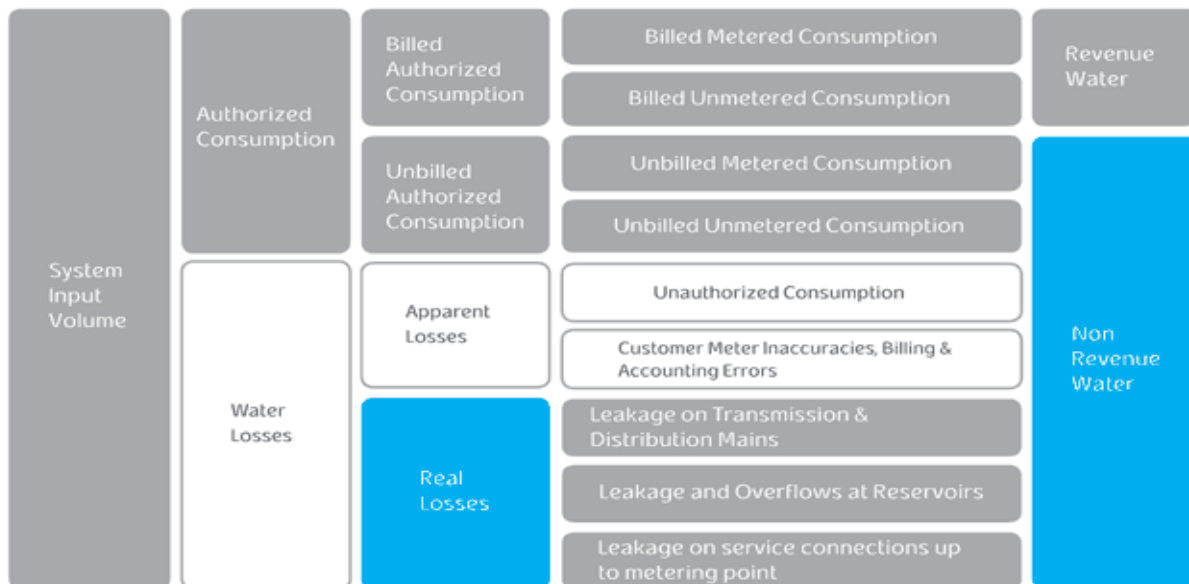 System
Input
Volume
Authorized
Consumption
Water
Losses
Billed
Authorized
Consumption
Unbilled
Authorized
Consumption
Apparent
Losses
Real
Losses
Billed Metered Consumption
Billed Unmetered Consumption
Unbilled Metered Consumption
Unbilled Unmetered Consumption
Unauthorized Consumption
Customer Meter Inaccuracies, Billing &
Accounting Errors
Leakage on Transmission &
Distribution Mains
Leakage and Overflows at Reservoirs
Leakage on service connections up
to metering point
Revenue
Water
Non
Revenue
Water